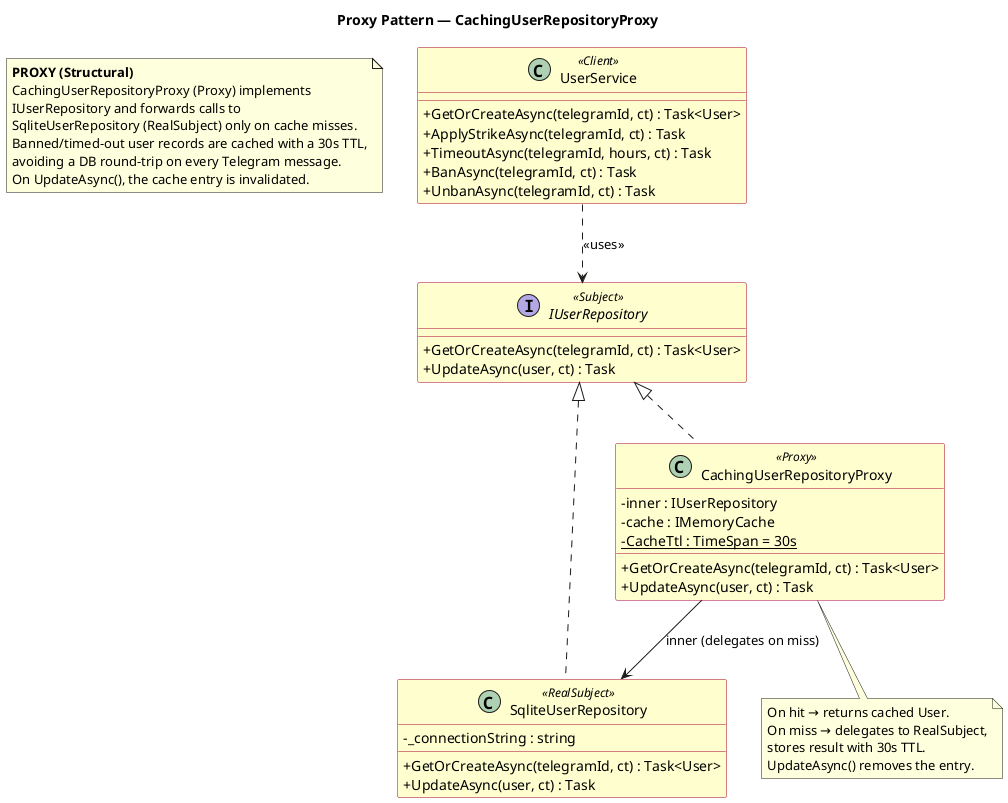 Proxy Pattern — CachingUserRepositoryProxy
PROXY (Structural)
CachingUserRepositoryProxy (Proxy) implements
IUserRepository and forwards calls to
SqliteUserRepository (RealSubject) only on cache misses.
Banned/timed-out user records are cached with a 30s TTL,
avoiding a DB round-trip on every Telegram message.
On UpdateAsync(), the cache entry is invalidated.
C
«Client»
UserService
+GetOrCreateAsync(telegramId, ct) : Task<User>
+ApplyStrikeAsync(telegramId, ct) : Task
+TimeoutAsync(telegramId, hours, ct) : Task
+BanAsync(telegramId, ct) : Task
+UnbanAsync(telegramId, ct) : Task
«uses»
I
«Subject»
IUserRepository
+GetOrCreateAsync(telegramId, ct) : Task<User>
+UpdateAsync(user, ct) : Task
C
«Proxy»
CachingUserRepositoryProxy
-inner : IUserRepository
-cache : IMemoryCache
-CacheTtl : TimeSpan = 30s
+GetOrCreateAsync(telegramId, ct) : Task<User>
+UpdateAsync(user, ct) : Task
inner (delegates on miss)
C
«RealSubject»
SqliteUserRepository
-_connectionString : string
+GetOrCreateAsync(telegramId, ct) : Task<User>
+UpdateAsync(user, ct) : Task
On hit → returns cached User.
On miss → delegates to RealSubject,
stores result with 30s TTL.
UpdateAsync() removes the entry.